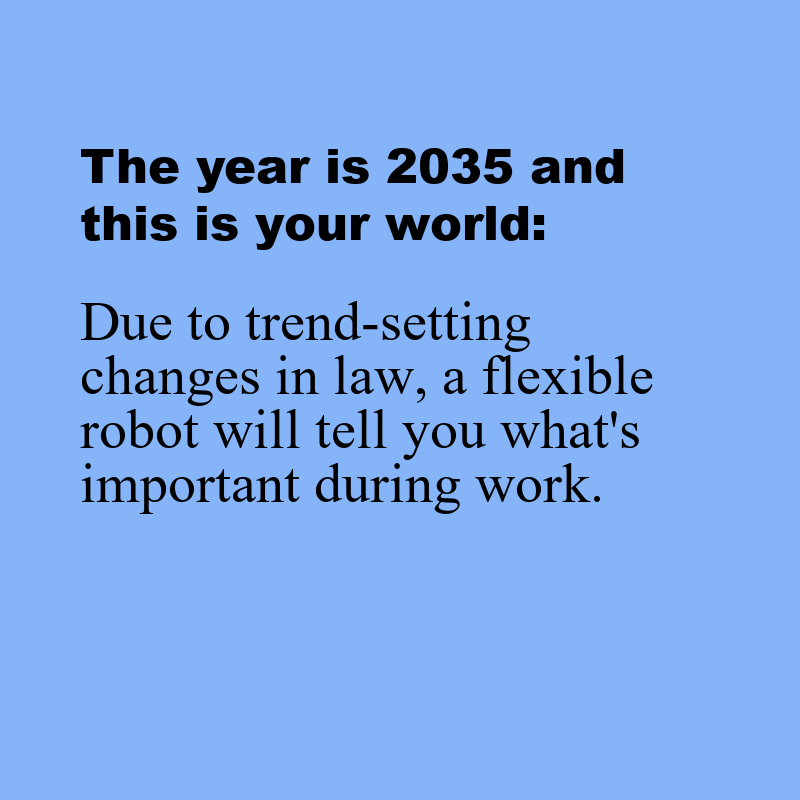 The year is 2035 and
this is your world:
Due to trend-setting
changes in law, a flexible
robot will tell you what's
important during work.